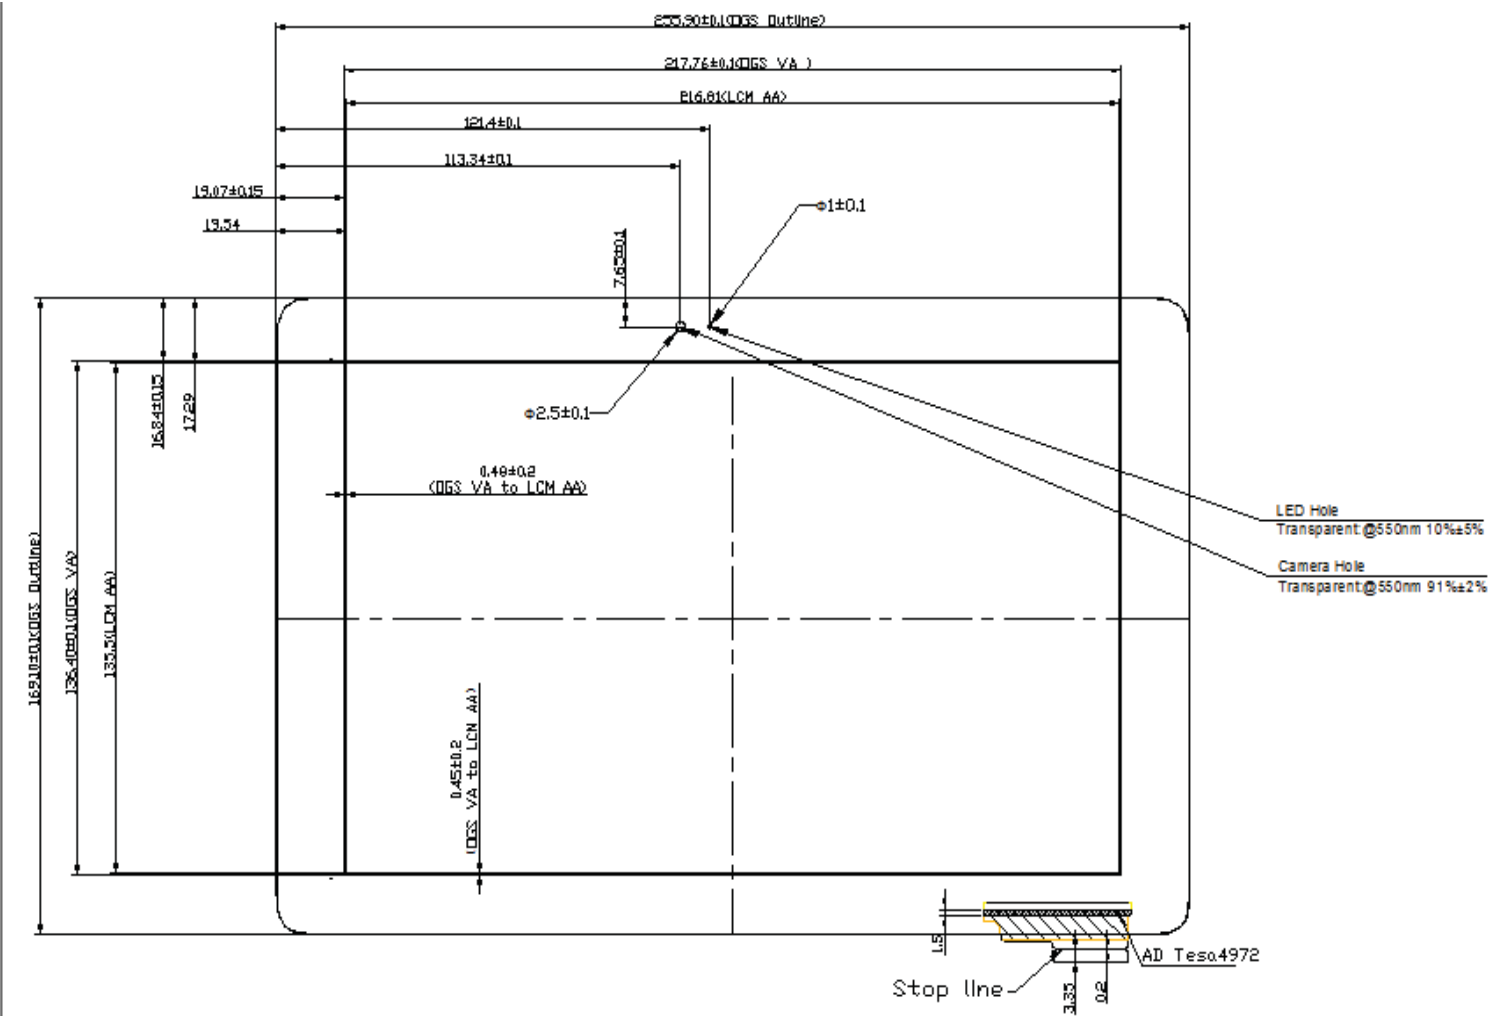 255.90±0.1(OGS Outline)
217.76±0.1(OGS VA )
216.81(LCM AA)
121.4±0.1
113.34±0.1
19.07±0.15
19.54
⌀1±0.1
7.65±0.1
16.84±0.15
17.29
⌀2.5±0.1
0.48±0.2
(OGS VA to LCM AA)
LED Hole
Transparent:@550nm 10%±5%
Camera Hole
Transparent:@550nm 91%±2%
169.10±0.1(OGS Outline)
136.40±0.1(OGS VA)
135.5(LCM AA)
0.45±0.2
(OGS VA to LCN AA)
1.5
AD Tesa4972
Stop line
3.35
0.2